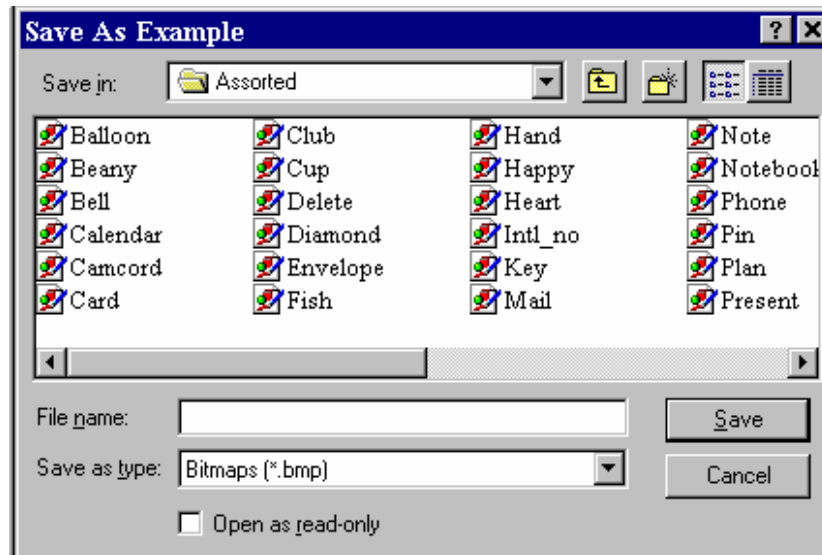 Save As Example
Save in: Assorted
Balloon Club Hand Note
Beany Cup Happy Notebook
Bell Delete Heart Phone
Calendar Diamond Intl_no Pin
Camcord Envelope Key Plan
Card Fish Mail Present
File name: Save
Save as type: Bitmaps (*.bmp) Cancel
Open as read-only